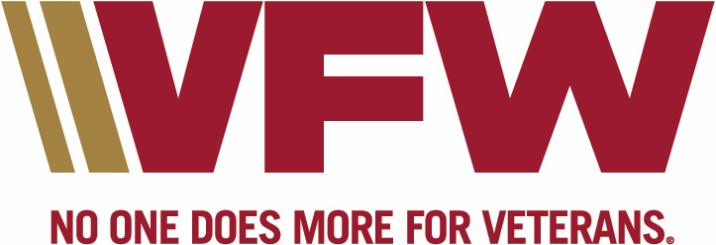 VFW
NO ONE DOES MORE FOR VETERANS.®